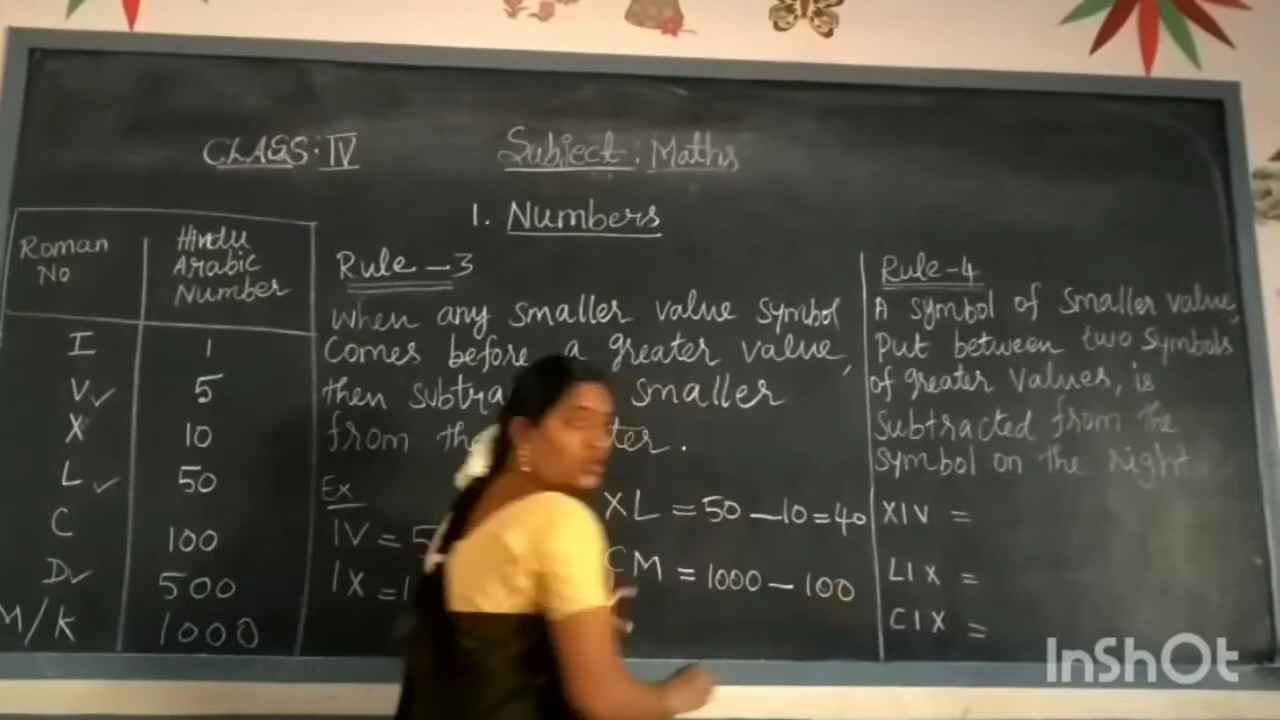 CLASS: IV
Subject: Maths
1. Numbers
Roman No
Hindu Arabic Number
I 1
V✓ 5
X 10
L✓ 50
C 100
D✓ 500
M/K 1000
Rule-3
When any smaller value symbol
Comes before a greater value,
then smaller
from
Ex
IV = 5
IX = 1
XL = 50 - 10 = 40
CM = 1000 - 100
Rule-4
A symbol of smaller value,
Put between two symbols
of greater values, is
Subtracted from the
symbol on the right
XIV =
LIX =
CIX =
InShOt